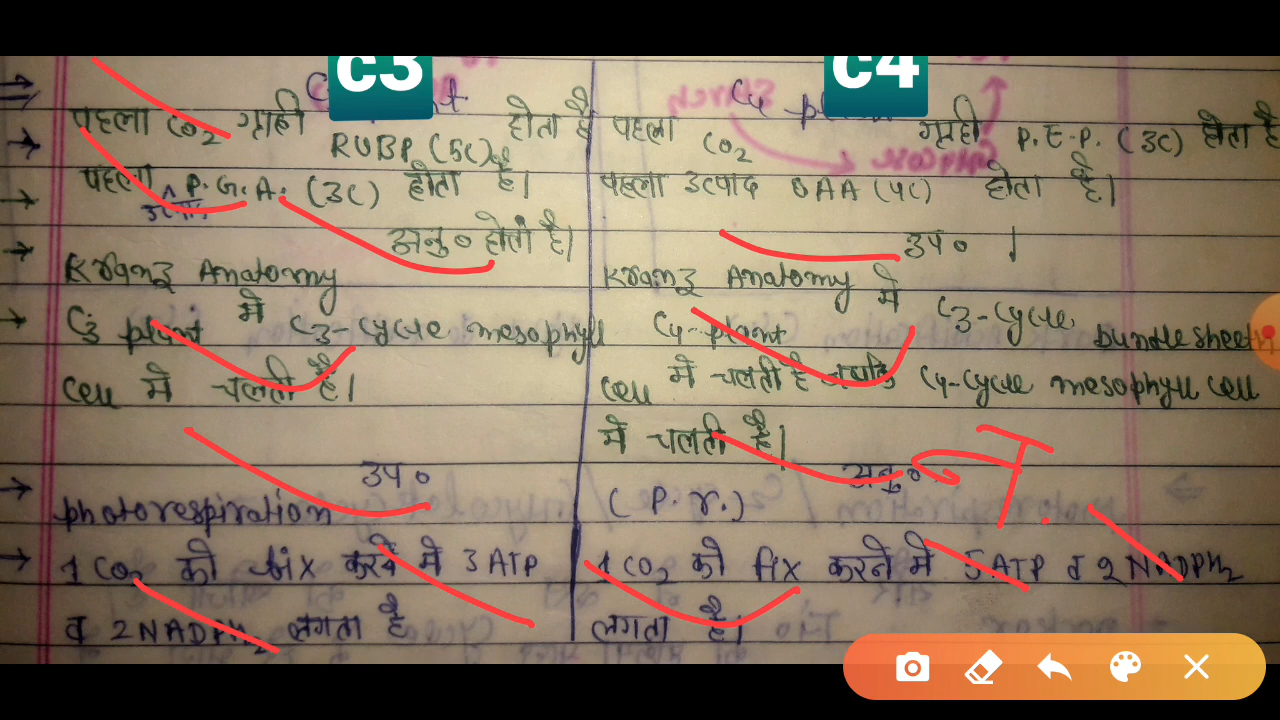 c3
c4
पहला CO2 ग्राही RUBP (5C) होता है
पहला उत्पाद P.G.A. (3C) होता है।
Kranz Anatomy अनु० होती है।
C3 plant में C3-cycle mesophyll
cell में चलती है।
photorespiration उप०
1 CO2 को fix करने में 3 ATP
व 2NADPH2 लगता है
C4
पहला CO2 ग्राही P.E.P. (3C) होता है
पहला उत्पाद OAA (4C) होता है।
Kranz Anatomy उप० ।
C4-plant में C3-cycle bundle sheeth
cell में चलती है जबकि C4-cycle mesophyll cell
में चलती है।
(P.r.) अनु०
1 CO2 को fix करने में 5 ATP व 2 NADPH2
लगता है।